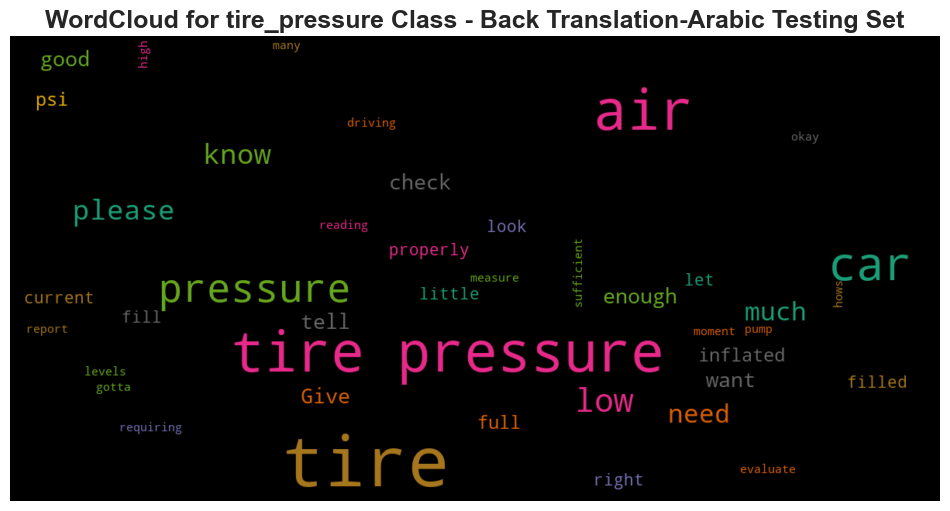 WordCloud for tire_pressure Class - Back Translation-Arabic Testing Set
many
good
high
psi
air
driving
okay
know
check
please
reading
look
properly
sufficient
car
measure
let
pressure
little
enough
hows
current
much
fill
tell
report
moment
pump
tire pressure
inflated
levels
want
filled
gotta
Give
low
need
full
requiring
tire
evaluate
right